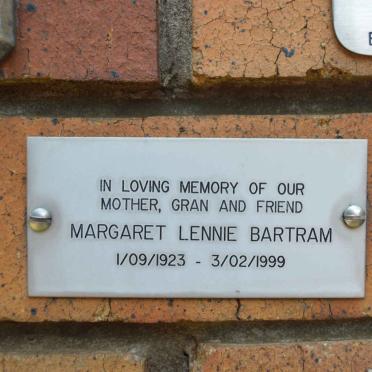 IN LOVING MEMORY OF OUR
MOTHER, GRAN AND FRIEND
MARGARET LENNIE BARTRAM
1/09/1923 - 3/02/1999